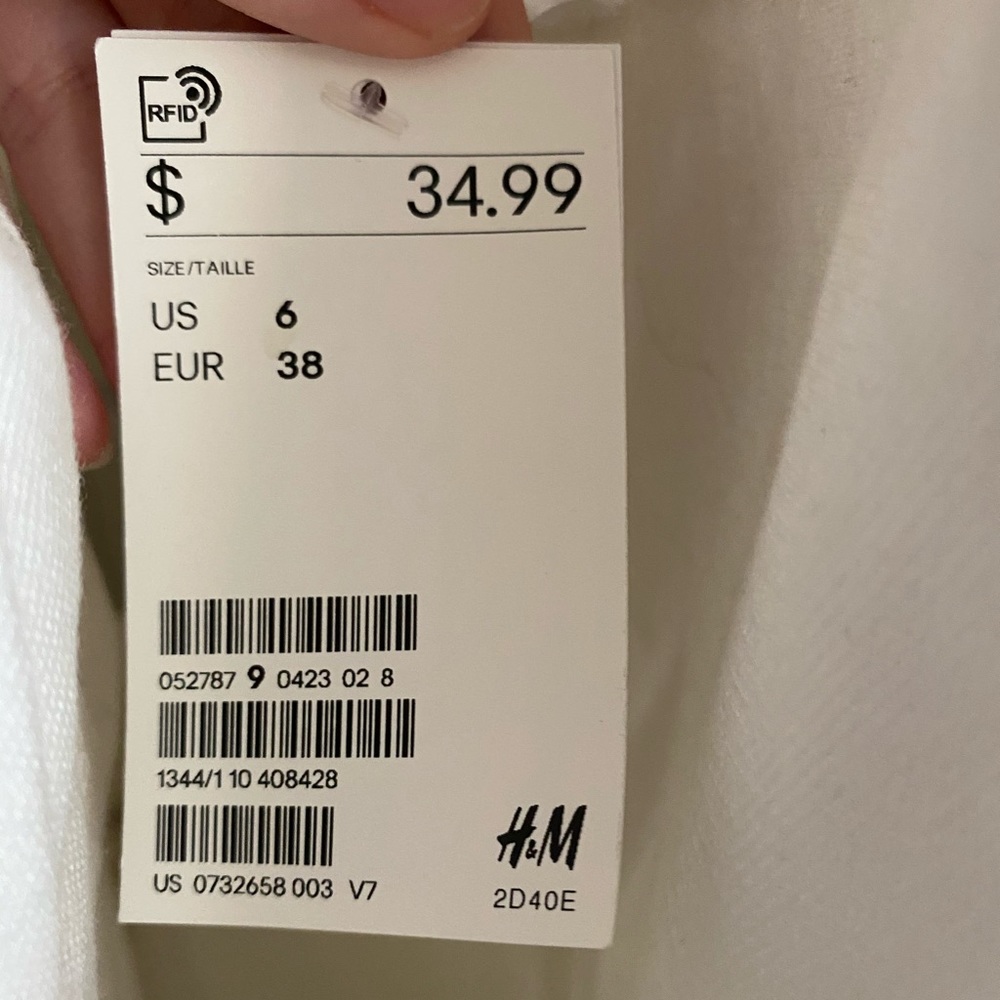 RFID
$ 34.99
SIZE/TAILLE
US 6
EUR 38
052787 9 0423 02 8
1344/1 10 408428
US 0732658 003 V7
H&M
2D40E